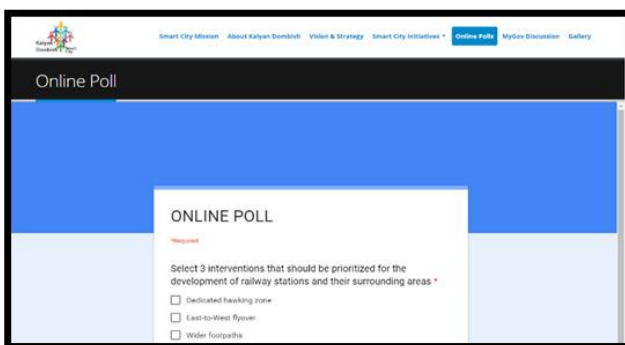 Kalyan
Dombivli Smart
City
Smart City Mission About Kalyan Dombivli Vision & Strategy Smart City Initiatives Online Polls MyGov Discussion Gallery
Online Poll
ONLINE POLL
*Required
Select 3 interventions that should be prioritized for the
development of railway stations and their surrounding areas *
Dedicated hawking zone
East-to-West flyover
Wider footpaths